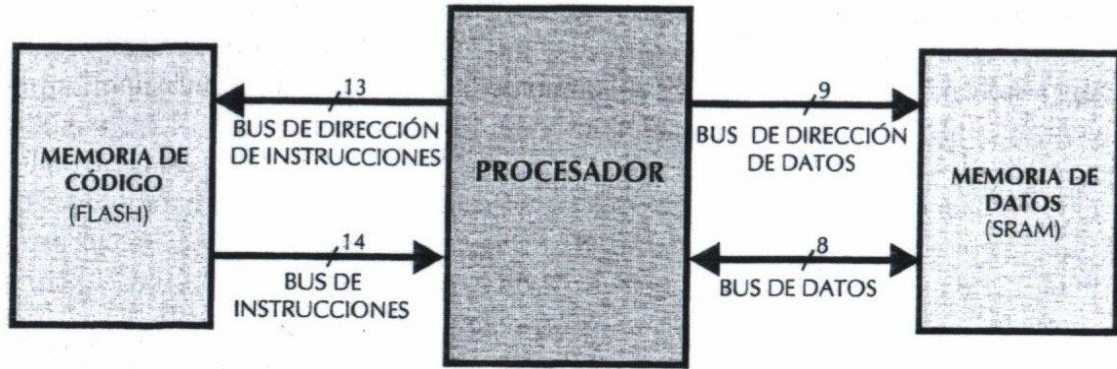 MEMORIA DE
CÓDIGO
(FLASH)
13
BUS DE DIRECCIÓN
DE INSTRUCCIONES
14
BUS DE
INSTRUCCIONES
PROCESADOR
9
BUS DE DIRECCIÓN
DE DATOS
8
BUS DE DATOS
MEMORIA DE
DATOS
(SRAM)